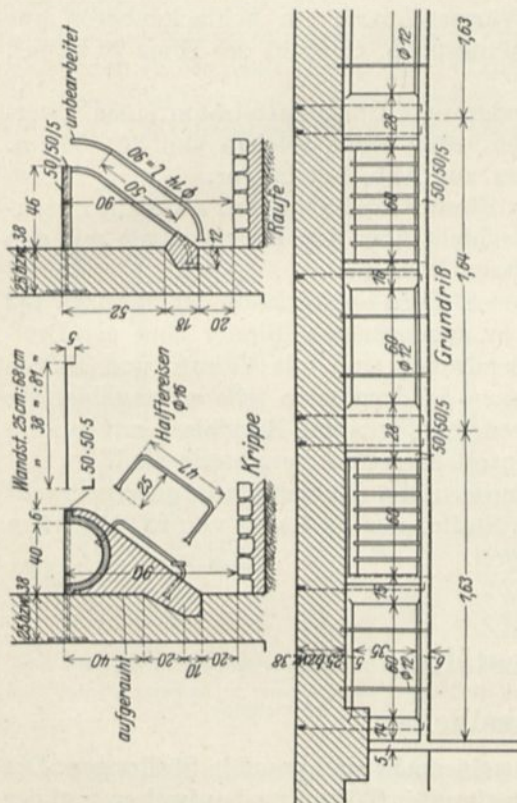 unbearbeitet
50/50/5
46
25 bzw. 38
Φ 14 L = 90
50
90
12
52
18
20
Raufe
Wandst. 25 cm: 68 cm
" 38 " : 81 "
5
L 50·50·5
6
40
25 bzw. 38
Halftereisen
Φ 16
25
47
90
aufgerauht
40
20
10
20
Krippe
1,63
Φ 12
28
50/50/5
60
1,64
16
60
Φ 12
Grundriß
28
50/50/5
60
15
1,63
25 bzw. 38
5
35
6
60
Φ 12
14
5